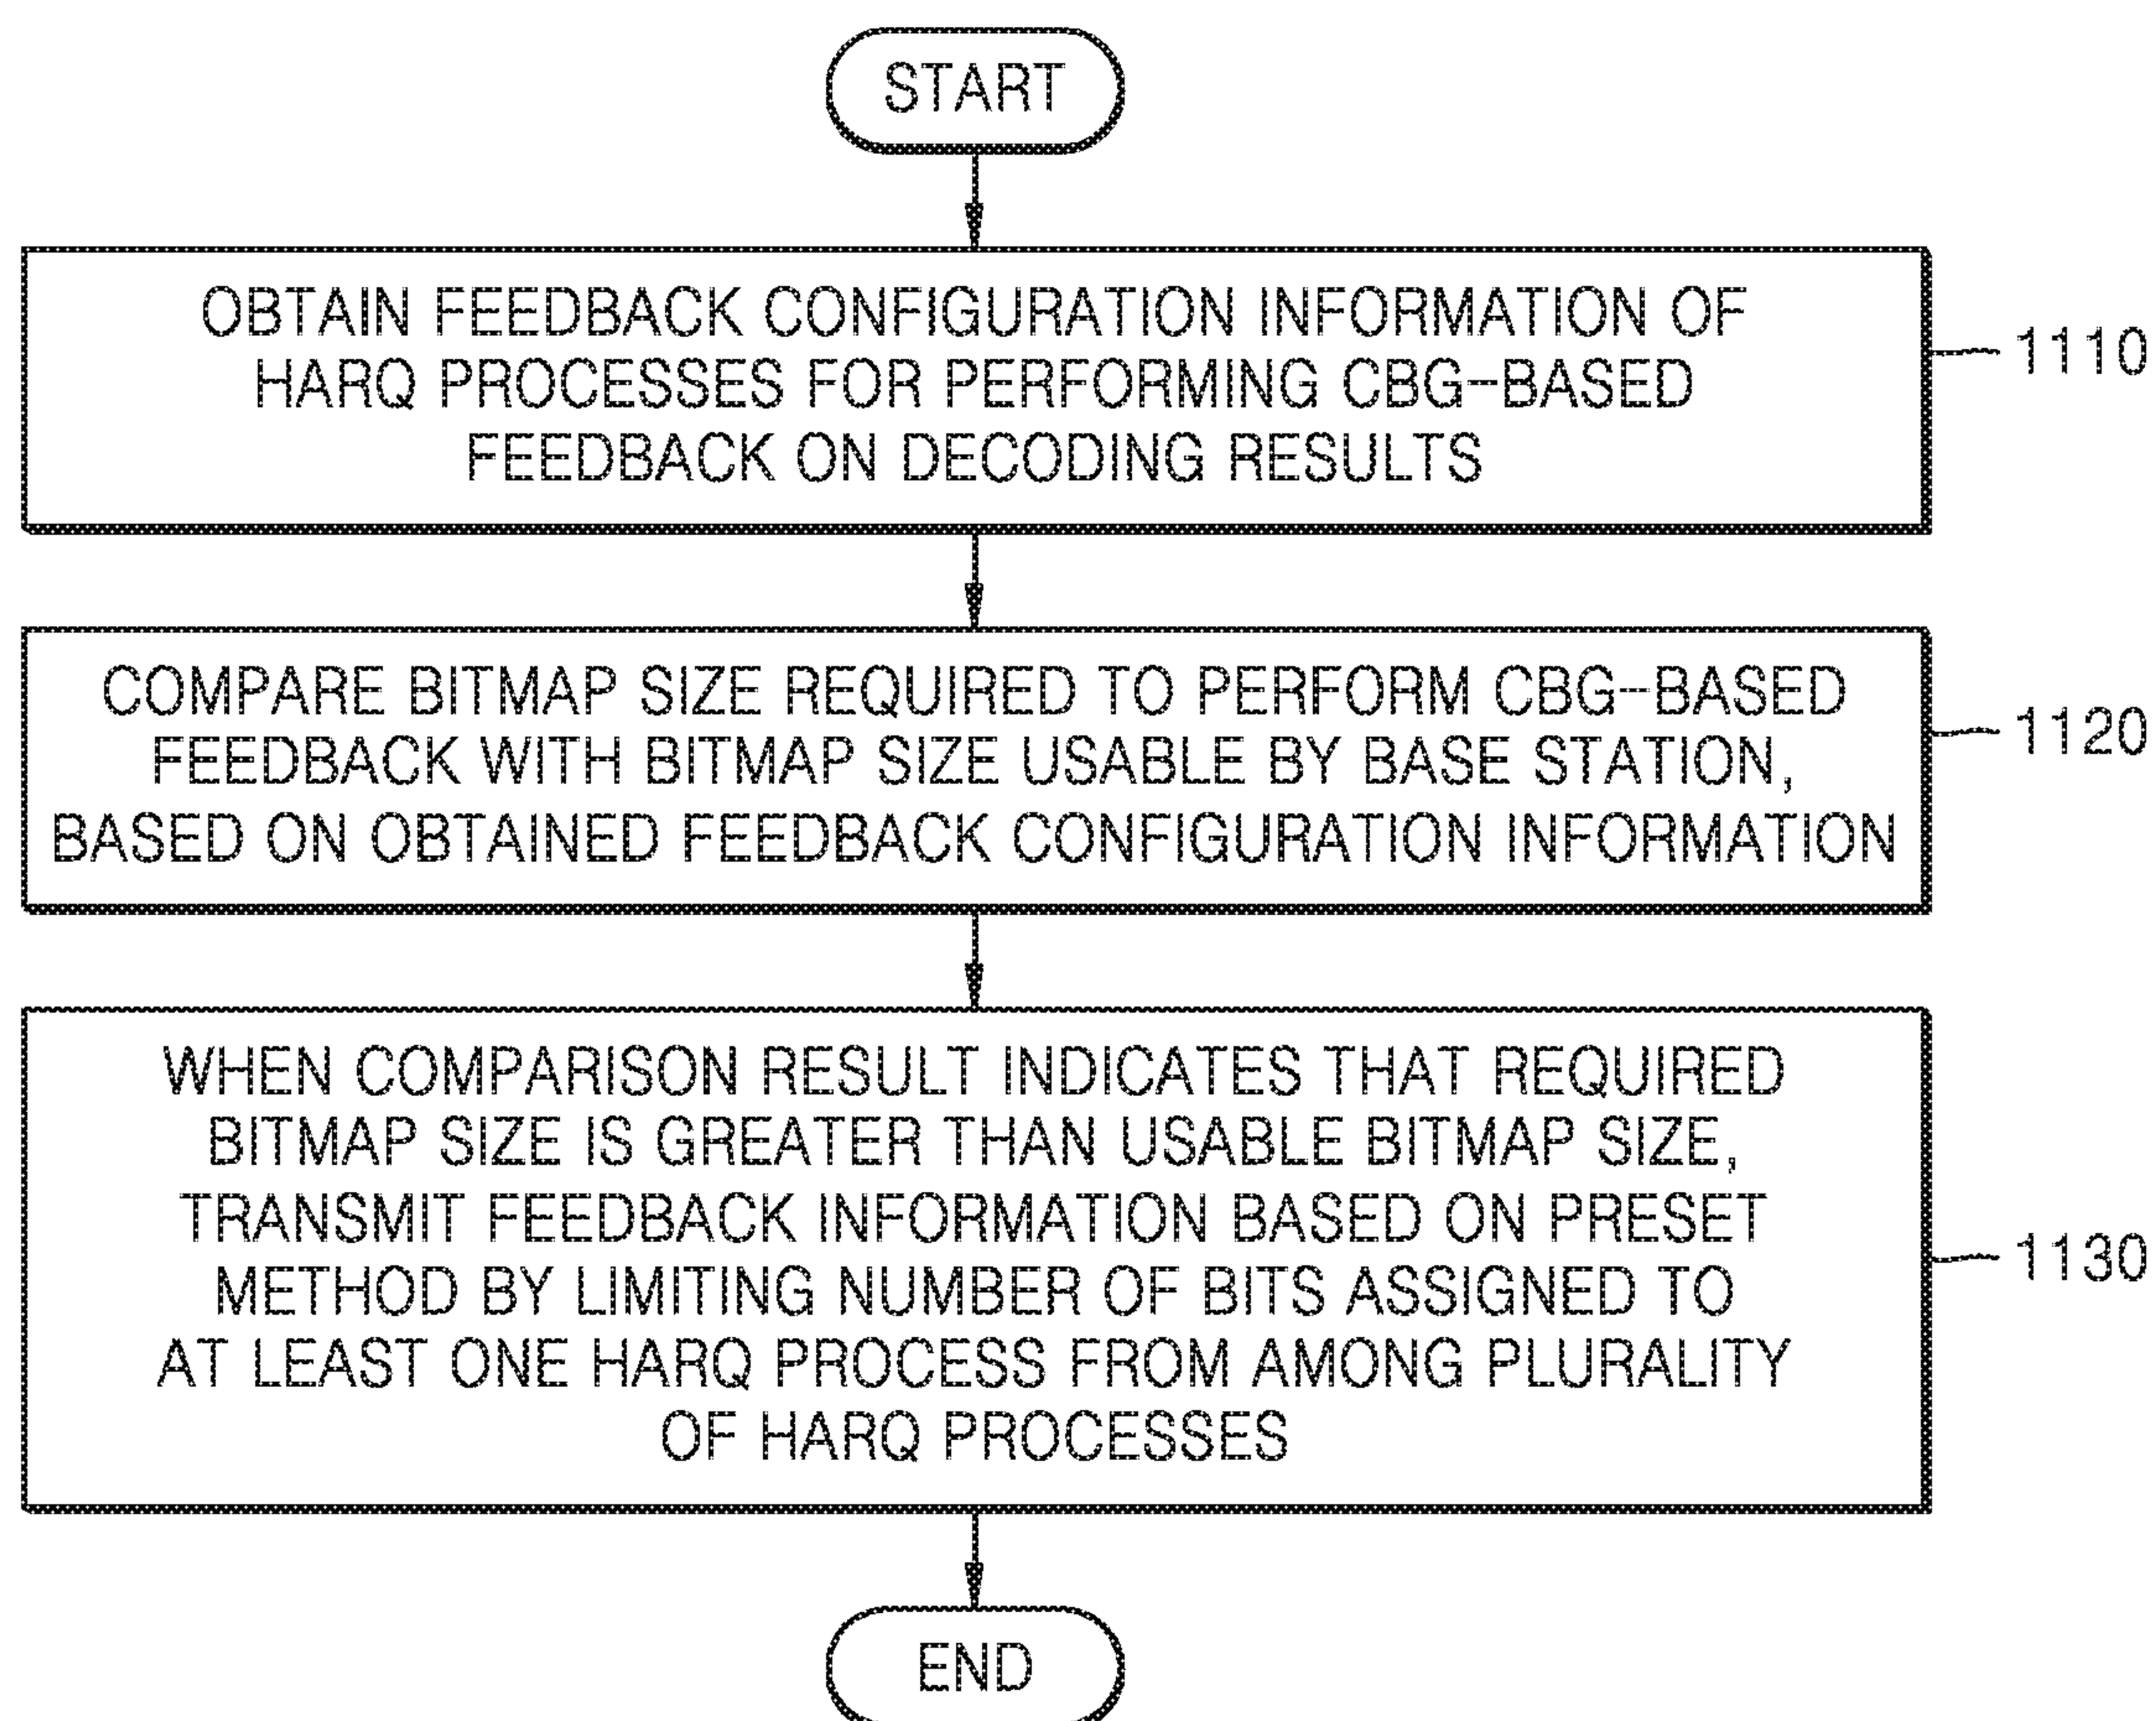 START
OBTAIN FEEDBACK CONFIGURATION INFORMATION OF
HARQ PROCESSES FOR PERFORMING CBG-BASED
FEEDBACK ON DECODING RESULTS
1110
COMPARE BITMAP SIZE REQUIRED TO PERFORM CBG-BASED
FEEDBACK WITH BITMAP SIZE USABLE BY BASE STATION,
BASED ON OBTAINED FEEDBACK CONFIGURATION INFORMATION
1120
WHEN COMPARISON RESULT INDICATES THAT REQUIRED
BITMAP SIZE IS GREATER THAN USABLE BITMAP SIZE,
TRANSMIT FEEDBACK INFORMATION BASED ON PRESET
METHOD BY LIMITING NUMBER OF BITS ASSIGNED TO
AT LEAST ONE HARQ PROCESS FROM AMONG PLURALITY
OF HARQ PROCESSES
1130
END